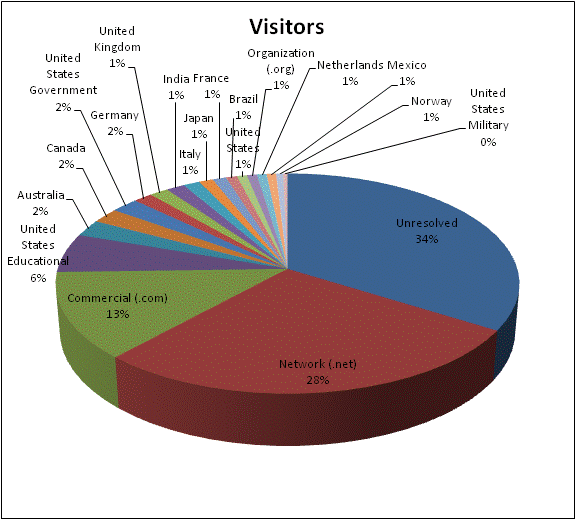 Visitors
United
Kingdom
1%
United
States
Government
2%
Germany
2%
Canada
2%
Australia
2%
United
States
Educational
6%
Commercial (.com)
13%
Network (.net)
28%
Unresolved
34%
India
1%
France
1%
Japan
1%
Italy
1%
Brazil
1%
United
States
1%
Organization
(.org)
1%
Netherlands
1%
Mexico
1%
Norway
1%
United
States
Military
0%